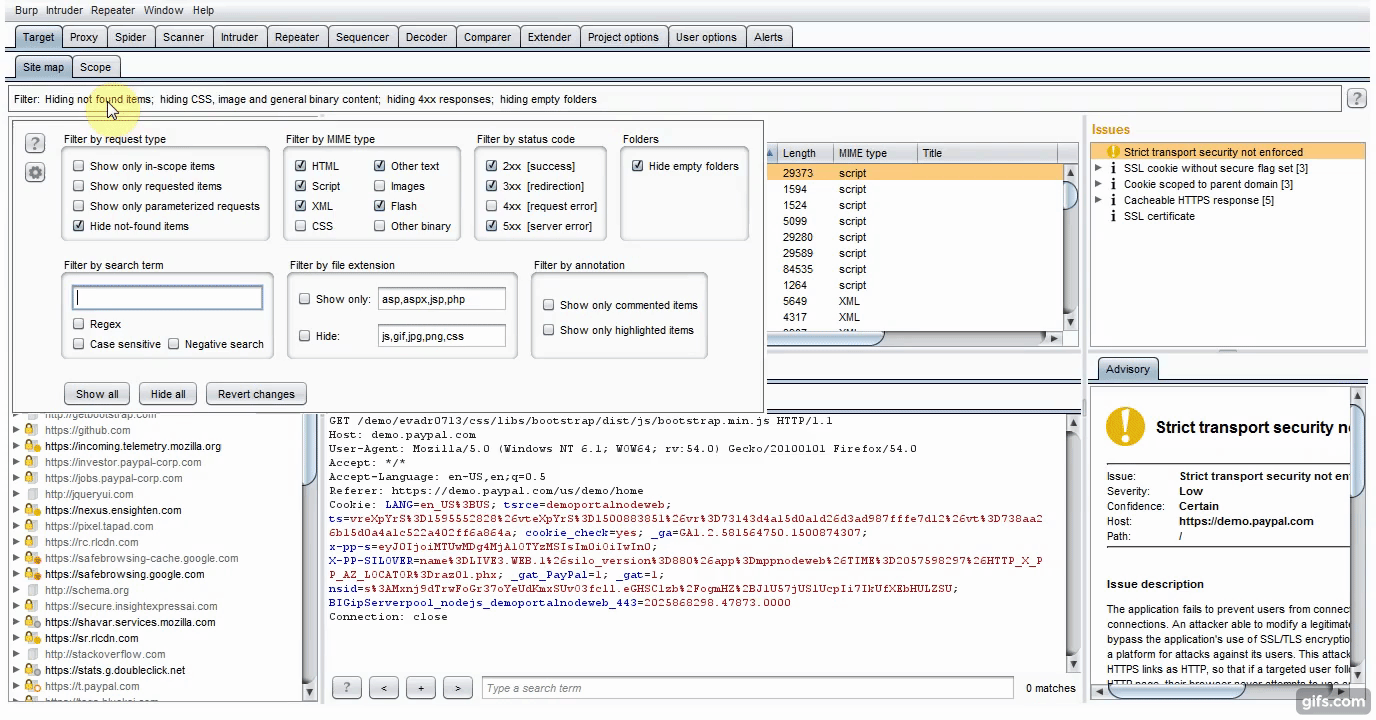 Burp Intruder Repeater Window Help
Target Proxy Spider Scanner Intruder Repeater Sequencer Decoder Comparer Extender Project options User options Alerts
Site map Scope
Filter: Hiding not found items; hiding CSS, image and general binary content; hiding 4xx responses; hiding empty folders
?
?
Filter by request type
Show only in-scope items
Show only requested items
Show only parameterized requests
Hide not-found items
Filter by MIME type
HTML Other text
Script Images
XML Flash
CSS Other binary
Filter by status code
2xx [success]
3xx [redirection]
4xx [request error]
5xx [server error]
Folders
Hide empty folders
Filter by search term
Regex
Case sensitive Negative search
Filter by file extension
Show only: asp,aspx,jsp,php
Hide: js,gif,jpg,png,css
Filter by annotation
Show only commented items
Show only highlighted items
Show all Hide all Revert changes
Length MIME type Title
29373 script
1594 script
1524 script
5099 script
29280 script
29589 script
84535 script
1264 script
5649 XML
4317 XML
Issues
Strict transport security not enforced
SSL cookie without secure flag set [3]
Cookie scoped to parent domain [3]
Cacheable HTTPS response [5]
SSL certificate
http://getbootstrap.com
https://github.com
https://incoming.telemetry.mozilla.org
https://investor.paypal-corp.com
https://jobs.paypal-corp.com
http://jqueryui.com
https://nexus.ensighten.com
https://pixel.tapad.com
https://rc.rlcdn.com
https://safebrowsing-cache.google.com
https://safebrowsing.google.com
http://schema.org
https://secure.insightexpressai.com
https://shavar.services.mozilla.com
https://sr.rlcdn.com
http://stackoverflow.com
https://stats.g.doubleclick.net
https://t.paypal.com
GET /demo/evadr0713/css/libs/bootstrap/dist/js/bootstrap.min.js HTTP/1.1
Host: demo.paypal.com
User-Agent: Mozilla/5.0 (Windows NT 6.1; WOW64; rv:54.0) Gecko/20100101 Firefox/54.0
Accept: */*
Accept-Language: en-US,en;q=0.5
Referer: https://demo.paypal.com/us/demo/home
Cookie: LANG=en_US%3BUS; tsrce=demoportalnodeweb;
ts=vreXpYrS%3D1595552828%26vteXpYrS%3D1500883851%26vr%3D73143d4a15d0a1d26d3ad987fffe7d12%26vt%3D738aa2
6b15d0a4a1c522a402ff6a864a; cookie_check=yes; _ga=GA1.2.581564750.1500874307;
X-PP-SILOVER=name%3DLIVE3.WEB.1%26silo_version%3D880%26app%3Dmppnodeweb%26TIME%3D2057598297%26HTTP_X_P
P_AZ_LOCATOR%3Draz01.phx; _gat_PayPal=1; _gat=1;
BIGipServerpool_nodejs_demoportalnodeweb_443=2025868298.47873.0000
Connection: close
? < + > Type a search term 0 matches
Advisory
Strict transport security n
Issue: Strict transport security not en
Severity: Low
Confidence: Certain
Host: https://demo.paypal.com
Path: /
Issue description
The application fails to prevent users from connec
connections. An attacker able to modify a legitimat
bypass the application's use of SSL/TLS encryptio
a platform for attacks against its users. This attack
HTTPS links as HTTP, so that if a targeted user foll
gifs.com